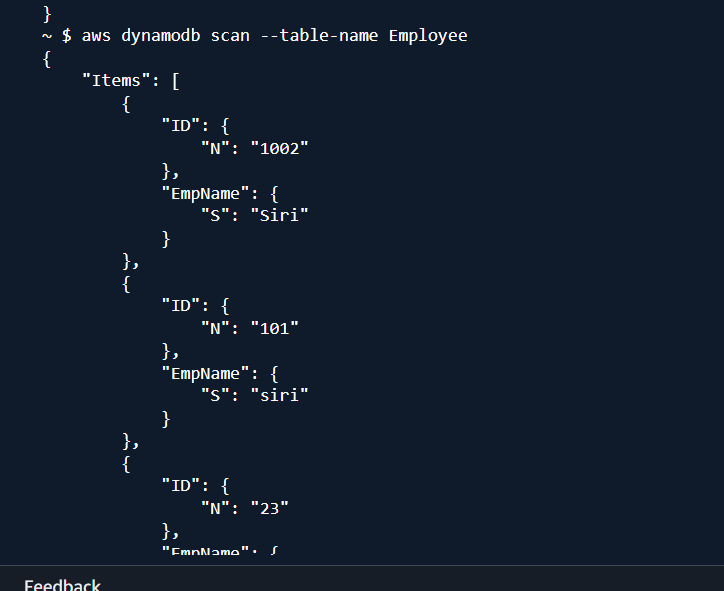 }
~ $ aws dynamodb scan --table-name Employee
{
    "Items": [
        {
            "ID": {
                "N": "1002"
            },
            "EmpName": {
                "S": "Siri"
            }
        },
        {
            "ID": {
                "N": "101"
            },
            "EmpName": {
                "S": "siri"
            }
        },
        {
            "ID": {
                "N": "23"
            },
            "EmpName": {
Feedback